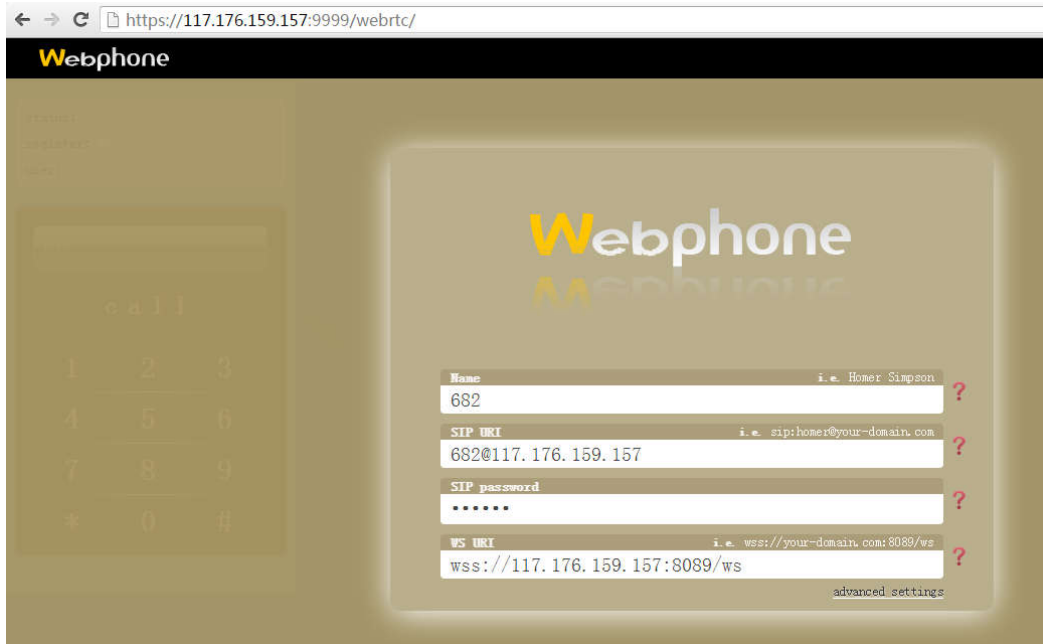 https://117.176.159.157:9999/webrtc/
Webphone
status:
register:
call
1 2 3
4 5 6
7 8 9
* 0 #
Webphone
Name i.e. Homer Simpson
682
?
SIP URI i.e. sip:homer@your-domain.com
682@117.176.159.157
?
SIP password
••••••
?
WS URI i.e. wss://your-domain.com:8089/ws
wss://117.176.159.157:8089/ws
?
advanced settings